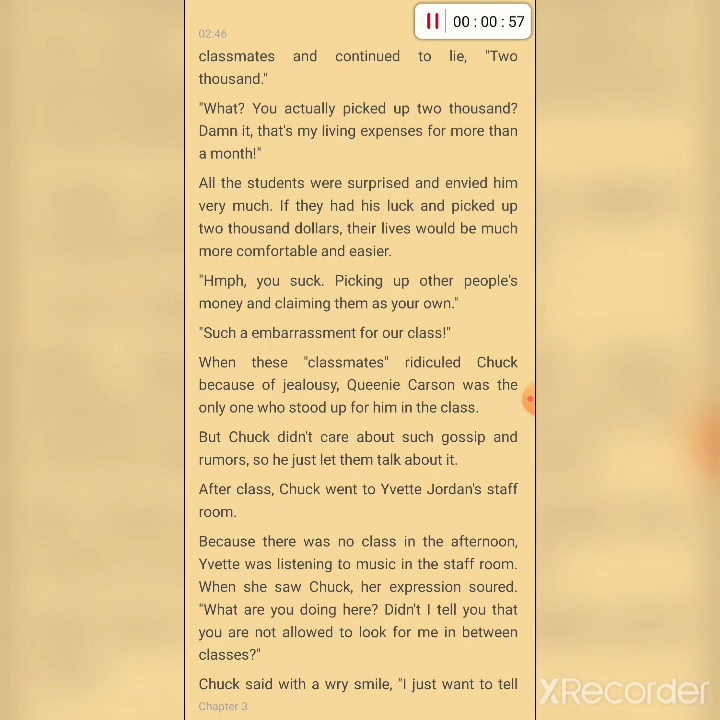 00:00:57
02:46
classmates and continued to lie, "Two
thousand."
"What? You actually picked up two thousand?
Damn it, that's my living expenses for more than
a month!"
All the students were surprised and envied him
very much. If they had his luck and picked up
two thousand dollars, their lives would be much
more comfortable and easier.
"Hmph, you suck. Picking up other people's
money and claiming them as your own."
"Such a embarrassment for our class!"
When these "classmates" ridiculed Chuck
because of jealousy, Queenie Carson was the
only one who stood up for him in the class.
But Chuck didn't care about such gossip and
rumors, so he just let them talk about it.
After class, Chuck went to Yvette Jordan's staff
room.
Because there was no class in the afternoon,
Yvette was listening to music in the staff room.
When she saw Chuck, her expression soured.
"What are you doing here? Didn't I tell you that
you are not allowed to look for me in between
classes?"
Chuck said with a wry smile, "I just want to tell
Chapter 3
XRecorder